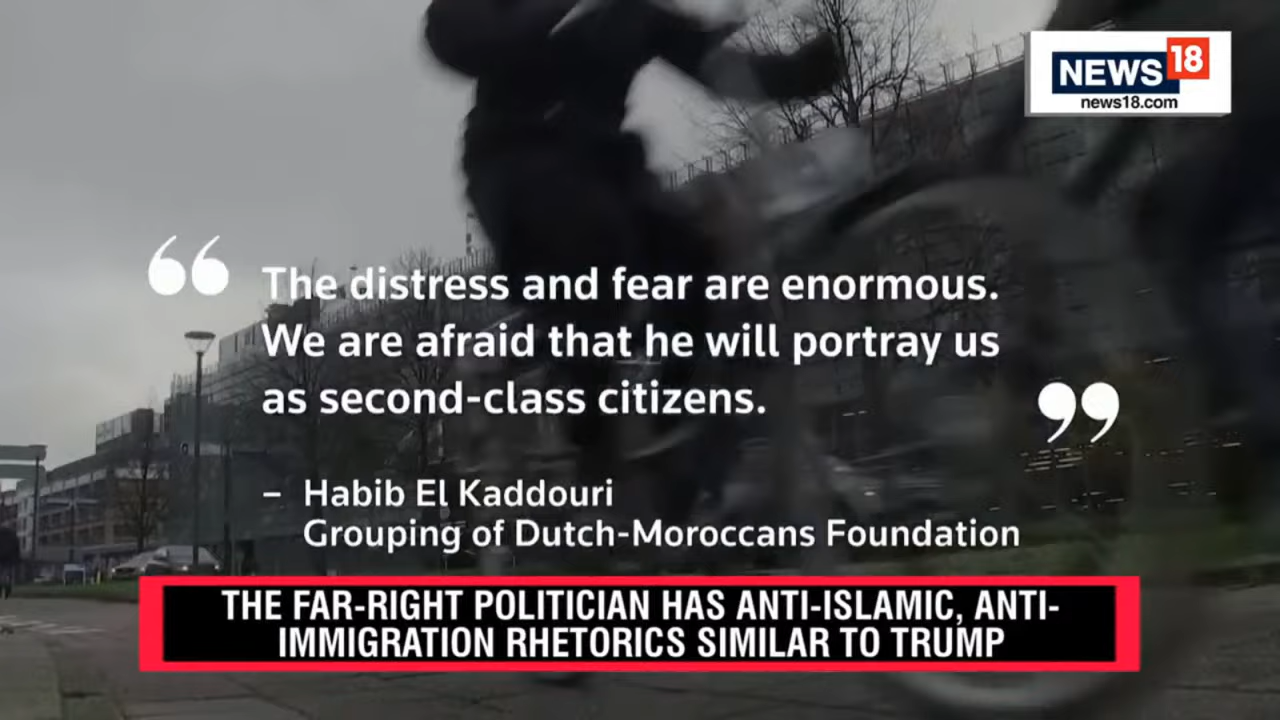 NEWS 18
news18.com
“ The distress and fear are enormous.
We are afraid that he will portray us
as second-class citizens. ”
– Habib El Kaddouri
Grouping of Dutch-Moroccans Foundation
THE FAR-RIGHT POLITICIAN HAS ANTI-ISLAMIC, ANTI-
IMMIGRATION RHETORICS SIMILAR TO TRUMP